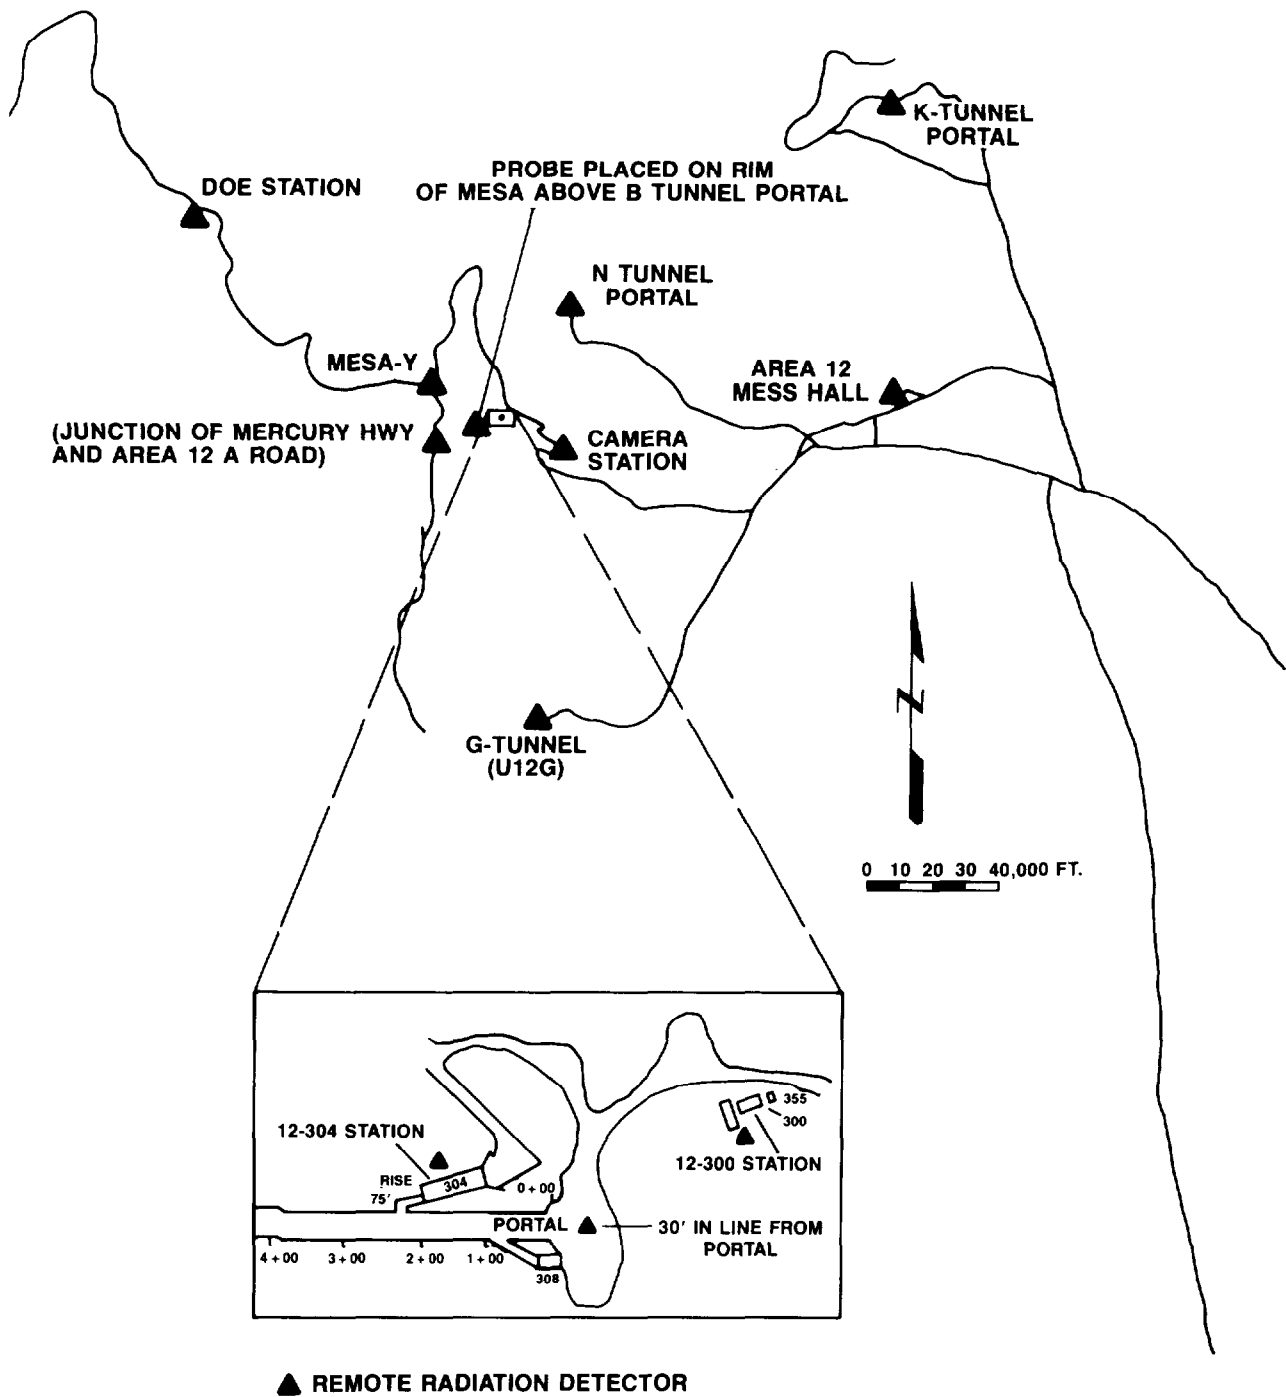 K-TUNNEL
PORTAL
PROBE PLACED ON RIM
OF MESA ABOVE B TUNNEL PORTAL
DOE STATION
N TUNNEL
PORTAL
MESA-Y
AREA 12
MESS HALL
(JUNCTION OF MERCURY HWY
AND AREA 12 A ROAD)
CAMERA
STATION
G-TUNNEL
(U12G)
N
0 10 20 30 40,000 FT.
355
300
12-304 STATION
12-300 STATION
RISE
75'
304
0 + 00
PORTAL
30' IN LINE FROM
PORTAL
4 + 00 3 + 00 2 + 00 1 + 00
308
REMOTE RADIATION DETECTOR